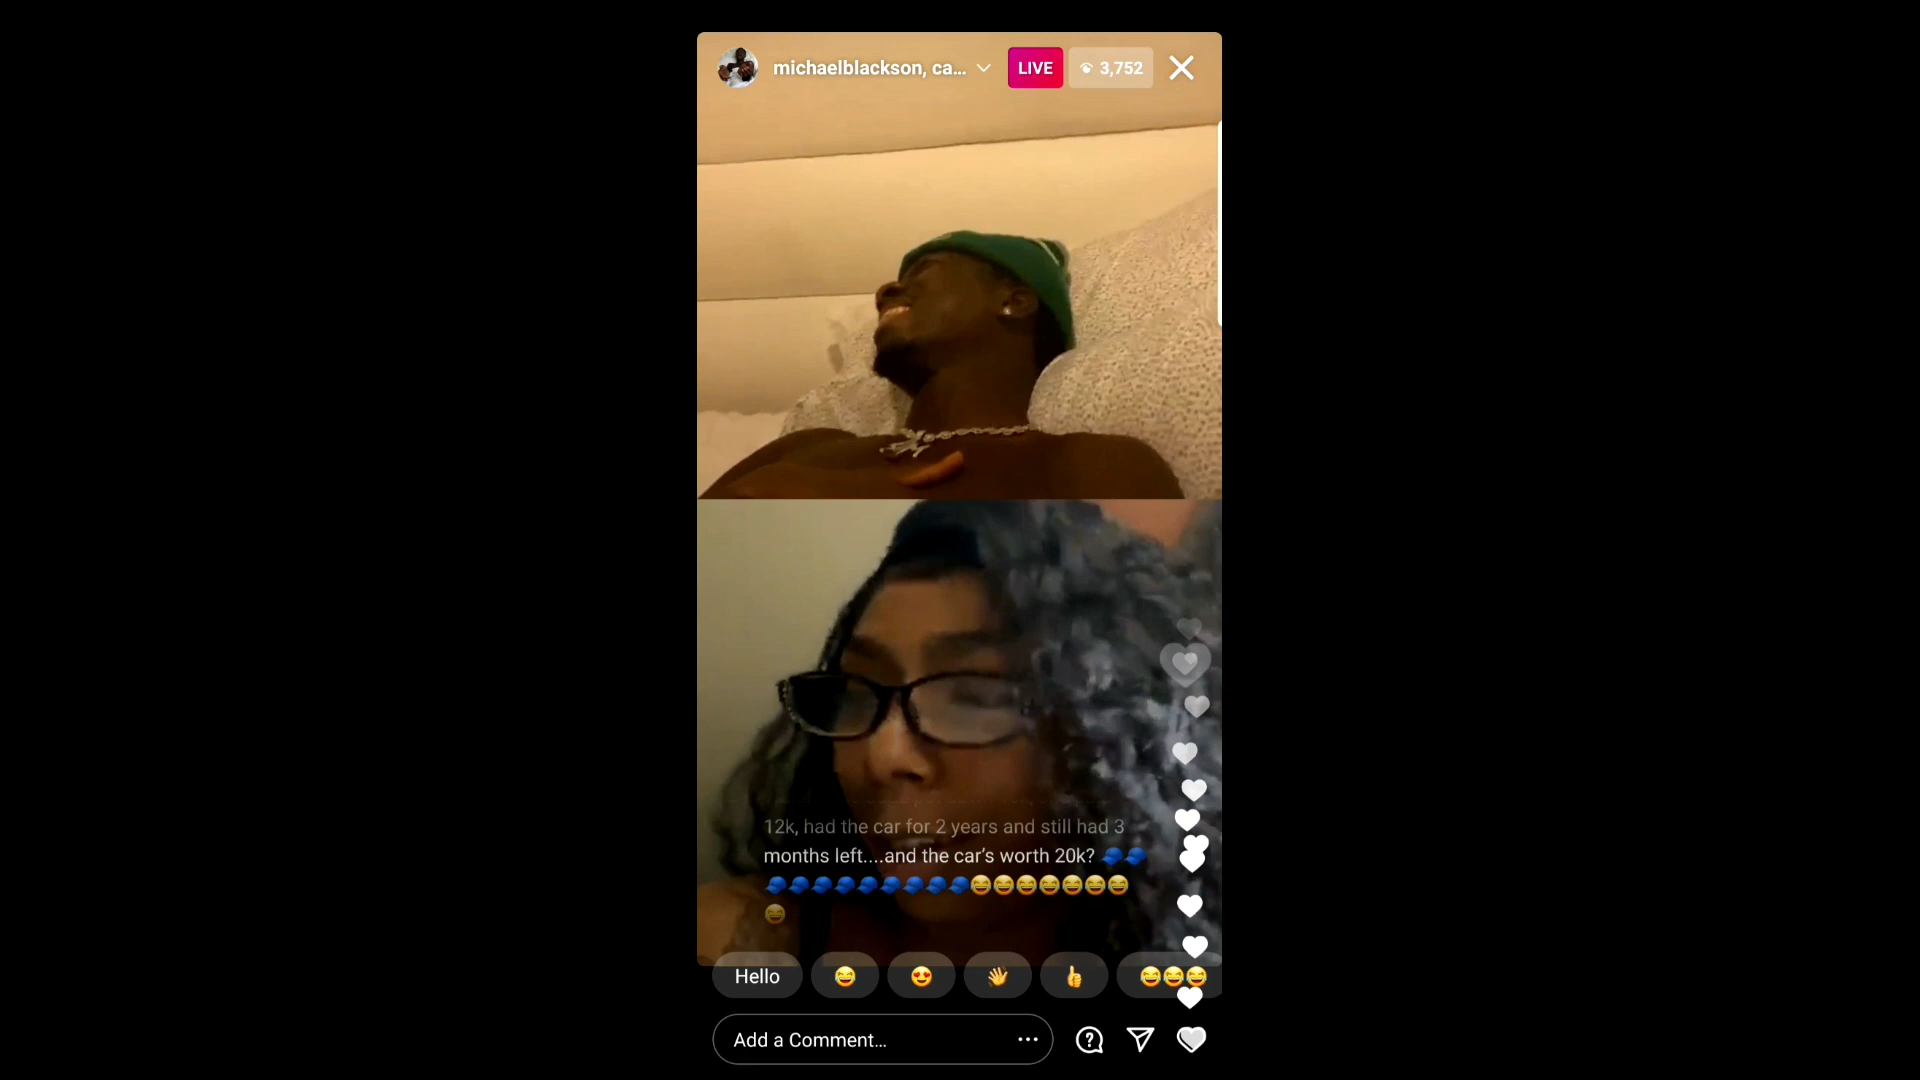 michaelblackson, ca...
LIVE
3,752
12k, had the car for 2 years and still had 3
months left....and the car's worth 20k? 🧢🧢
🧢🧢🧢🧢🧢🧢🧢🧢🧢😂😂😂😂😂😂😂
😂
Hello 😂 😍 👋 👍 😂😂😂
Add a Comment...